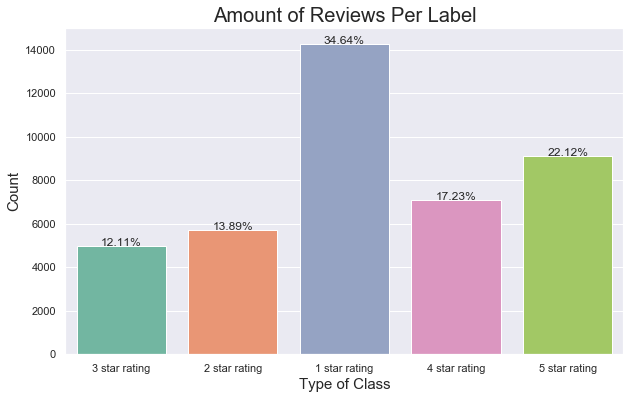 Amount of Reviews Per Label
34.64%
14000
12000
10000
22.12%
8000
17.23%
13.89%
12.11%
6000
4000
2000
0
Count
3 star rating
2 star rating
1 star rating
4 star rating
5 star rating
Type of Class